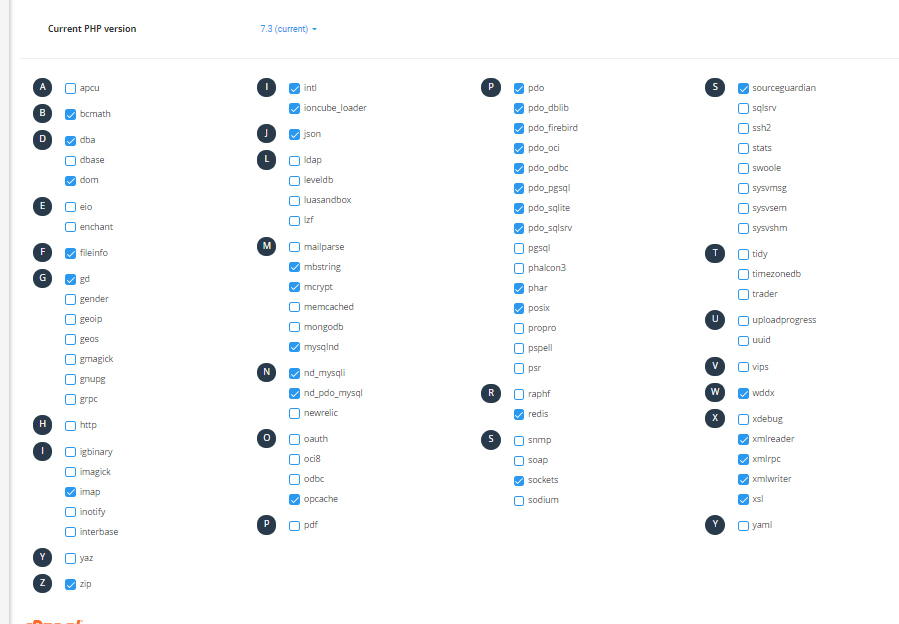 Current PHP version 7.3 (current)
A apcu
B bcmath
D dba
dbase
dom
E eio
enchant
F fileinfo
G gd
gender
geoip
geos
gmagick
gnupg
grpc
H http
I igbinary
imagick
imap
inotify
interbase
Y yaz
Z zip
I intl
ioncube_loader
J json
L ldap
leveldb
luasandbox
lzf
M mailparse
mbstring
mcrypt
memcached
mongodb
mysqlnd
N nd_mysqli
nd_pdo_mysql
newrelic
O oauth
oci8
odbc
opcache
P pdf
P pdo
pdo_dblib
pdo_firebird
pdo_oci
pdo_odbc
pdo_pgsql
pdo_sqlite
pdo_sqlsrv
pgsql
phalcon3
phar
posix
propro
pspell
psr
R raphf
redis
S snmp
soap
sockets
sodium
S sourceguardian
sqlsrv
ssh2
stats
swoole
sysvmsg
sysvsem
sysvshm
T tidy
timezonedb
trader
U uploadprogress
uuid
V vips
W wddx
X xdebug
xmlreader
xmlrpc
xmlwriter
xsl
Y yaml